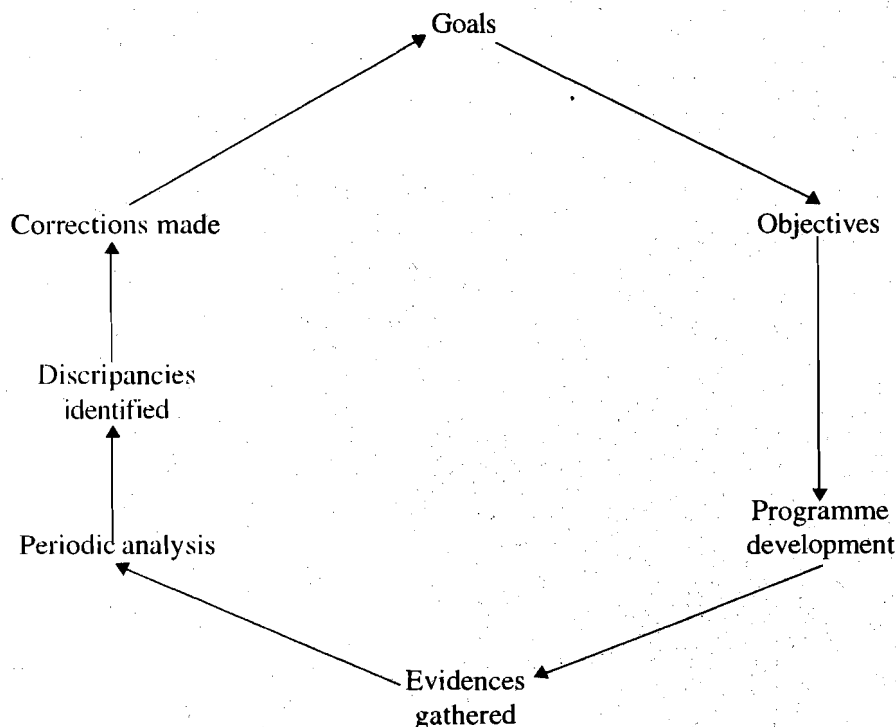 Goals
Objectives
Programme
development
Evidences
gathered
Periodic analysis
Discripancies
identified
Corrections made